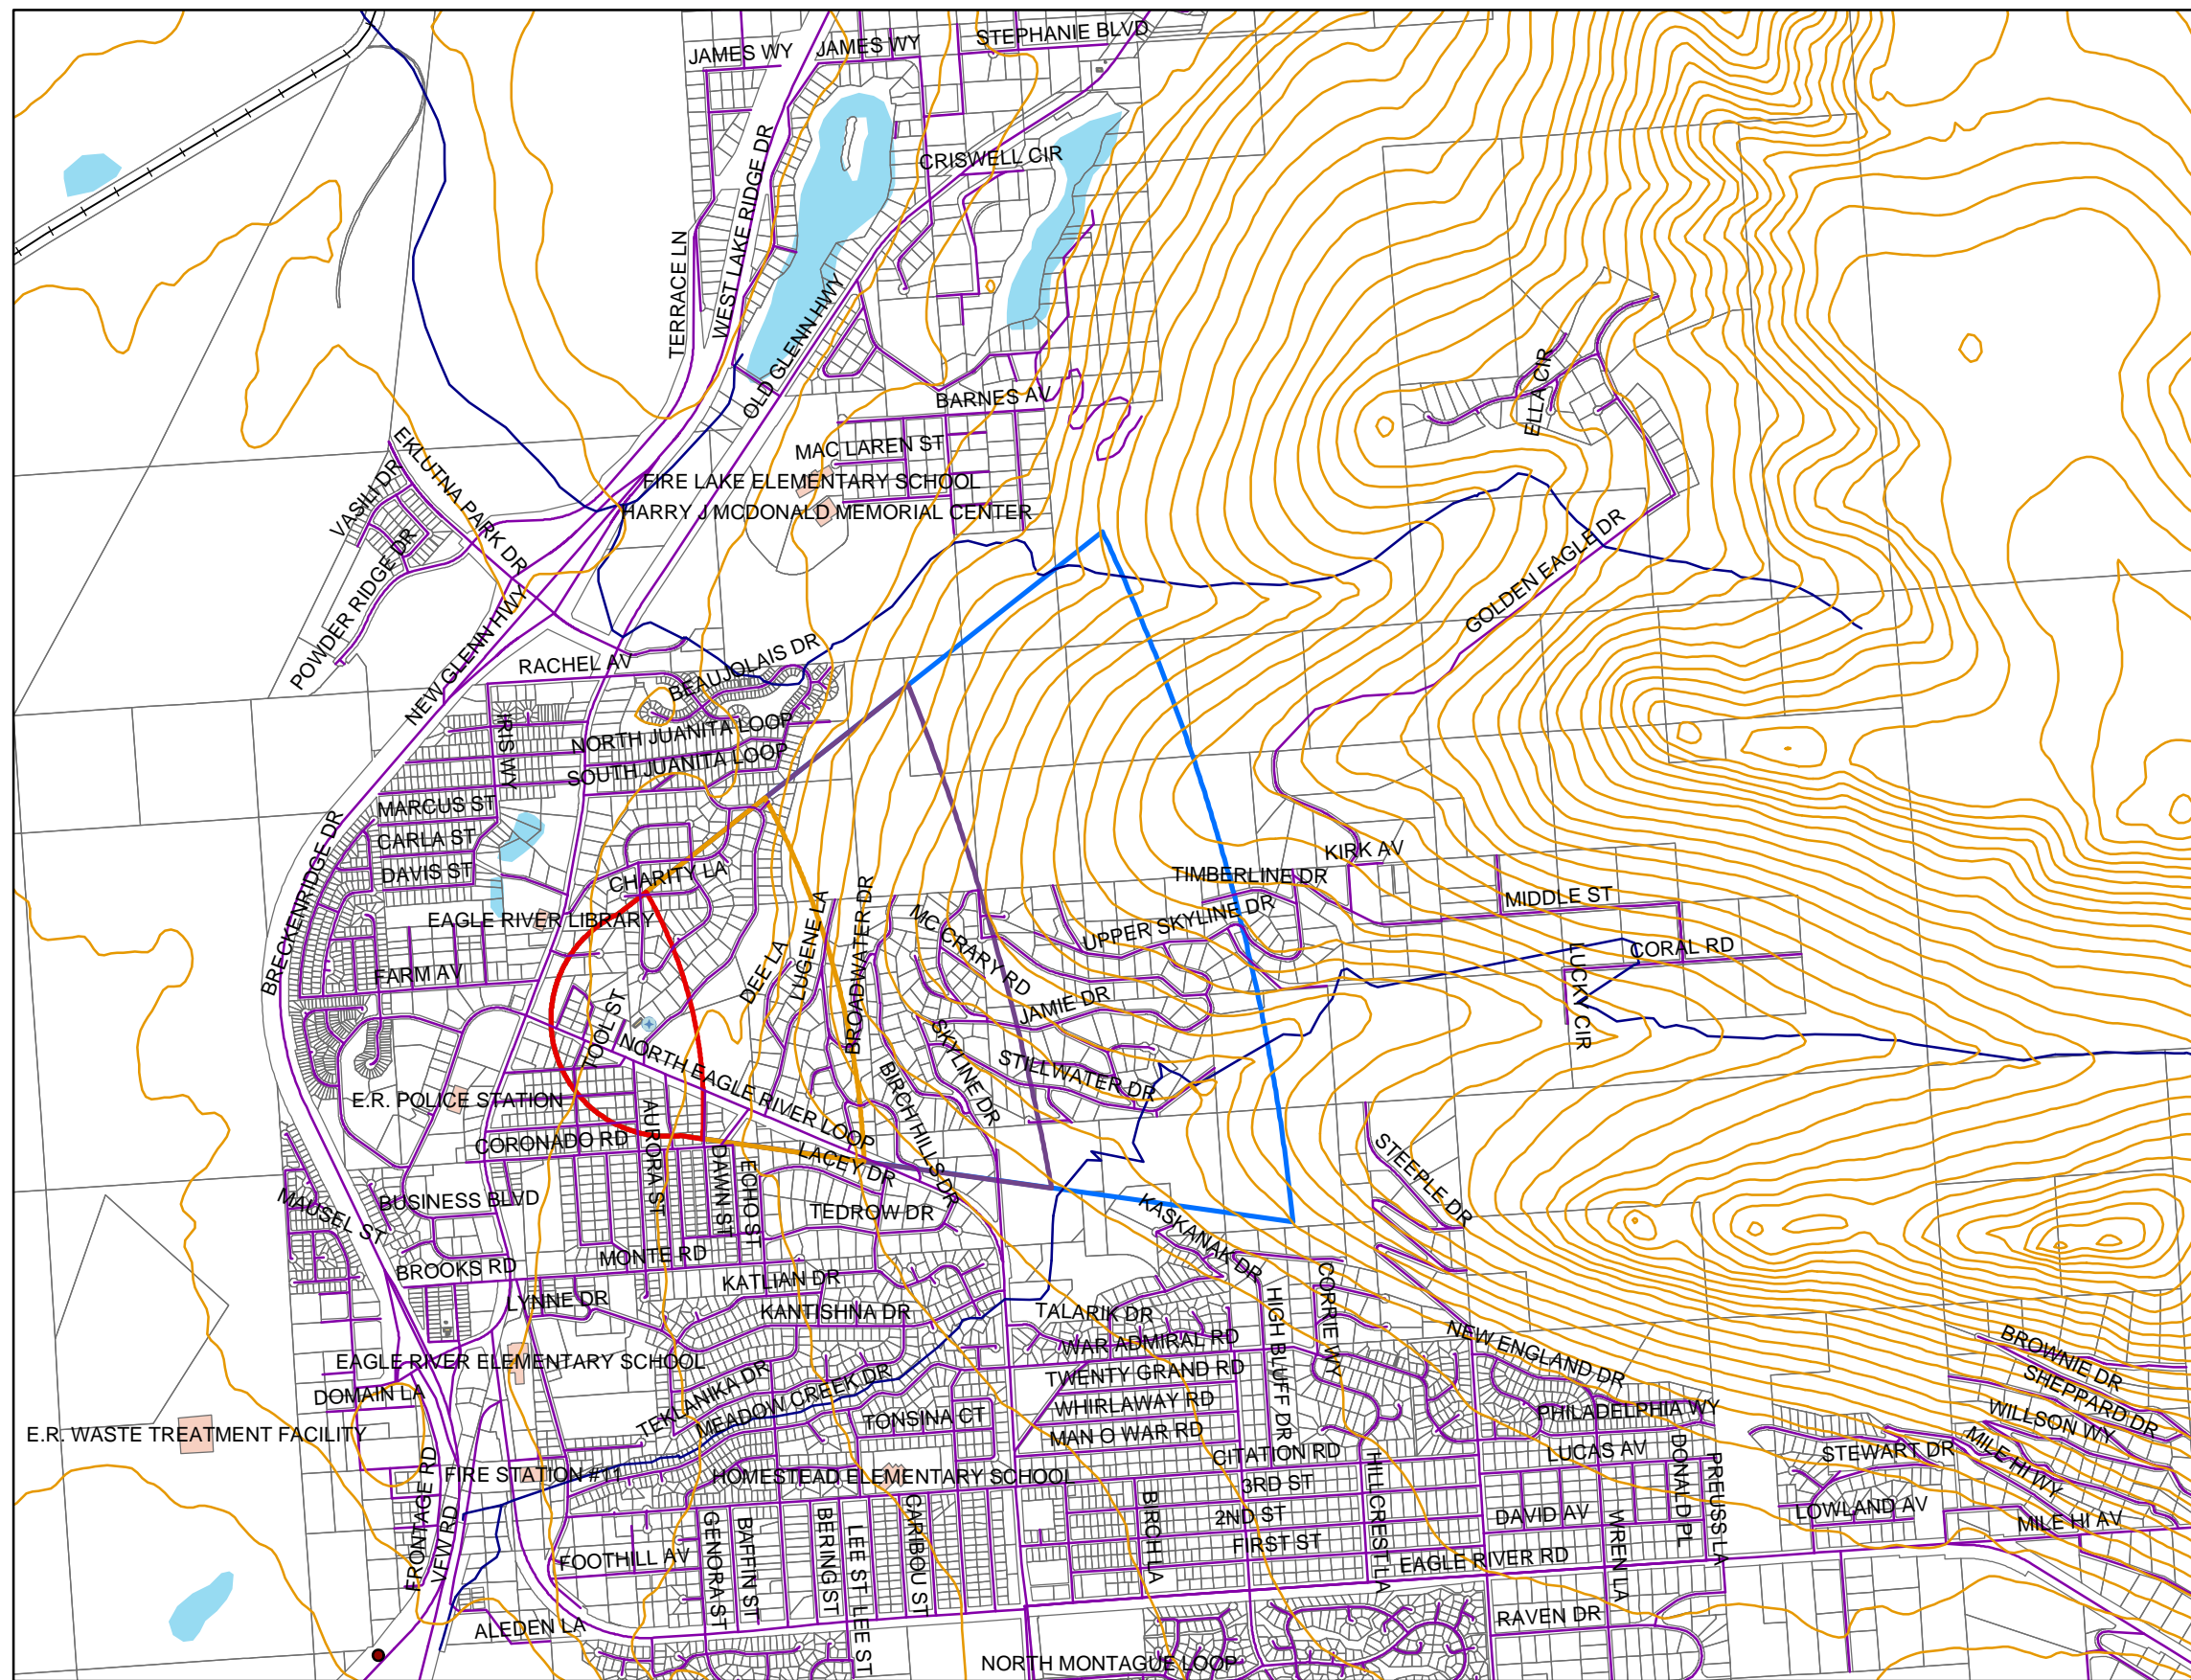 JAMES WY
JAMES WY
STEPHANIE BLVD
CRISWELL CIR
WEST LAKE RIDGE DR
TERRACE LN
OLD GLENN HWY
ELLA CIR
BARNES AV
MAC LAREN ST
EKLUTNA PARK DR
VASILI DR
FIRE LAKE ELEMENTARY SCHOOL
HARRY J MCDONALD MEMORIAL CENTER
POWDER RIDGE DR
GOLDEN EAGLE DR
NEW GLENN HWY
RACHEL AV
BEAUJOLAIS DR
IRIS WY
NORTH JUANITA LOOP
SOUTH JUANITA LOOP
MARCUS ST
CARLA ST
DAVIS ST
BRECKENRIDGE DR
CHARITY LA
KIRK AV
TIMBERLINE DR
MIDDLE ST
EAGLE RIVER LIBRARY
LUGENE LA
BROADWATER DR
MC CRARY RD
UPPER SKYLINE DR
CORAL RD
FARM AV
DEE LA
JAMIE DR
LUCKY CIR
TOOL ST
NORTH EAGLE RIVER LOOP
SKYLINE DR
STILLWATER DR
BIRCH HILLS DR
E.R. POLICE STATION
AURORA ST
CORONADO RD
LACEY DR
STEEPLE DR
DAWN ST
ECHO ST
MAUSEL ST
BUSINESS BLVD
TEDROW DR
KASKANAK DR
MONTE RD
BROOKS RD
KATLIAN DR
LYNNE DR
KANTISHNA DR
TALARIK DR
HIGH BLUFF DR
CORRIE WY
WAR ADMIRAL RD
NEW ENGLAND DR
BROWNIE DR
EAGLE RIVER ELEMENTARY SCHOOL
TWENTY GRAND RD
SHEPPARD DR
DOMAIN LA
TEKLANIKA DR
MEADOW CREEK DR
WHIRLAWAY RD
PHILADELPHIA WY
WILLSON WY
TONSINA CT
MAN O WAR RD
E.R. WASTE TREATMENT FACILITY
CITATION RD
LUCAS AV
DONALD PL
PREUSS LA
STEWART DR
MILE HI WY
FIRE STATION #11
HOMESTEAD ELEMENTARY SCHOOL
3RD ST
HILLCREST LA
FRONTAGE RD
VFW RD
GENORA ST
BAFFIN ST
BERING ST
LEE ST
CARIBOU ST
BIRCH LA
2ND ST
DAVID AV
WREN LA
LOWLAND AV
MILE HI AV
FIRST ST
FOOTHILL AV
EAGLE RIVER RD
LEE ST
ALEDEN LA
RAVEN DR
NORTH MONTAGUE LOOP